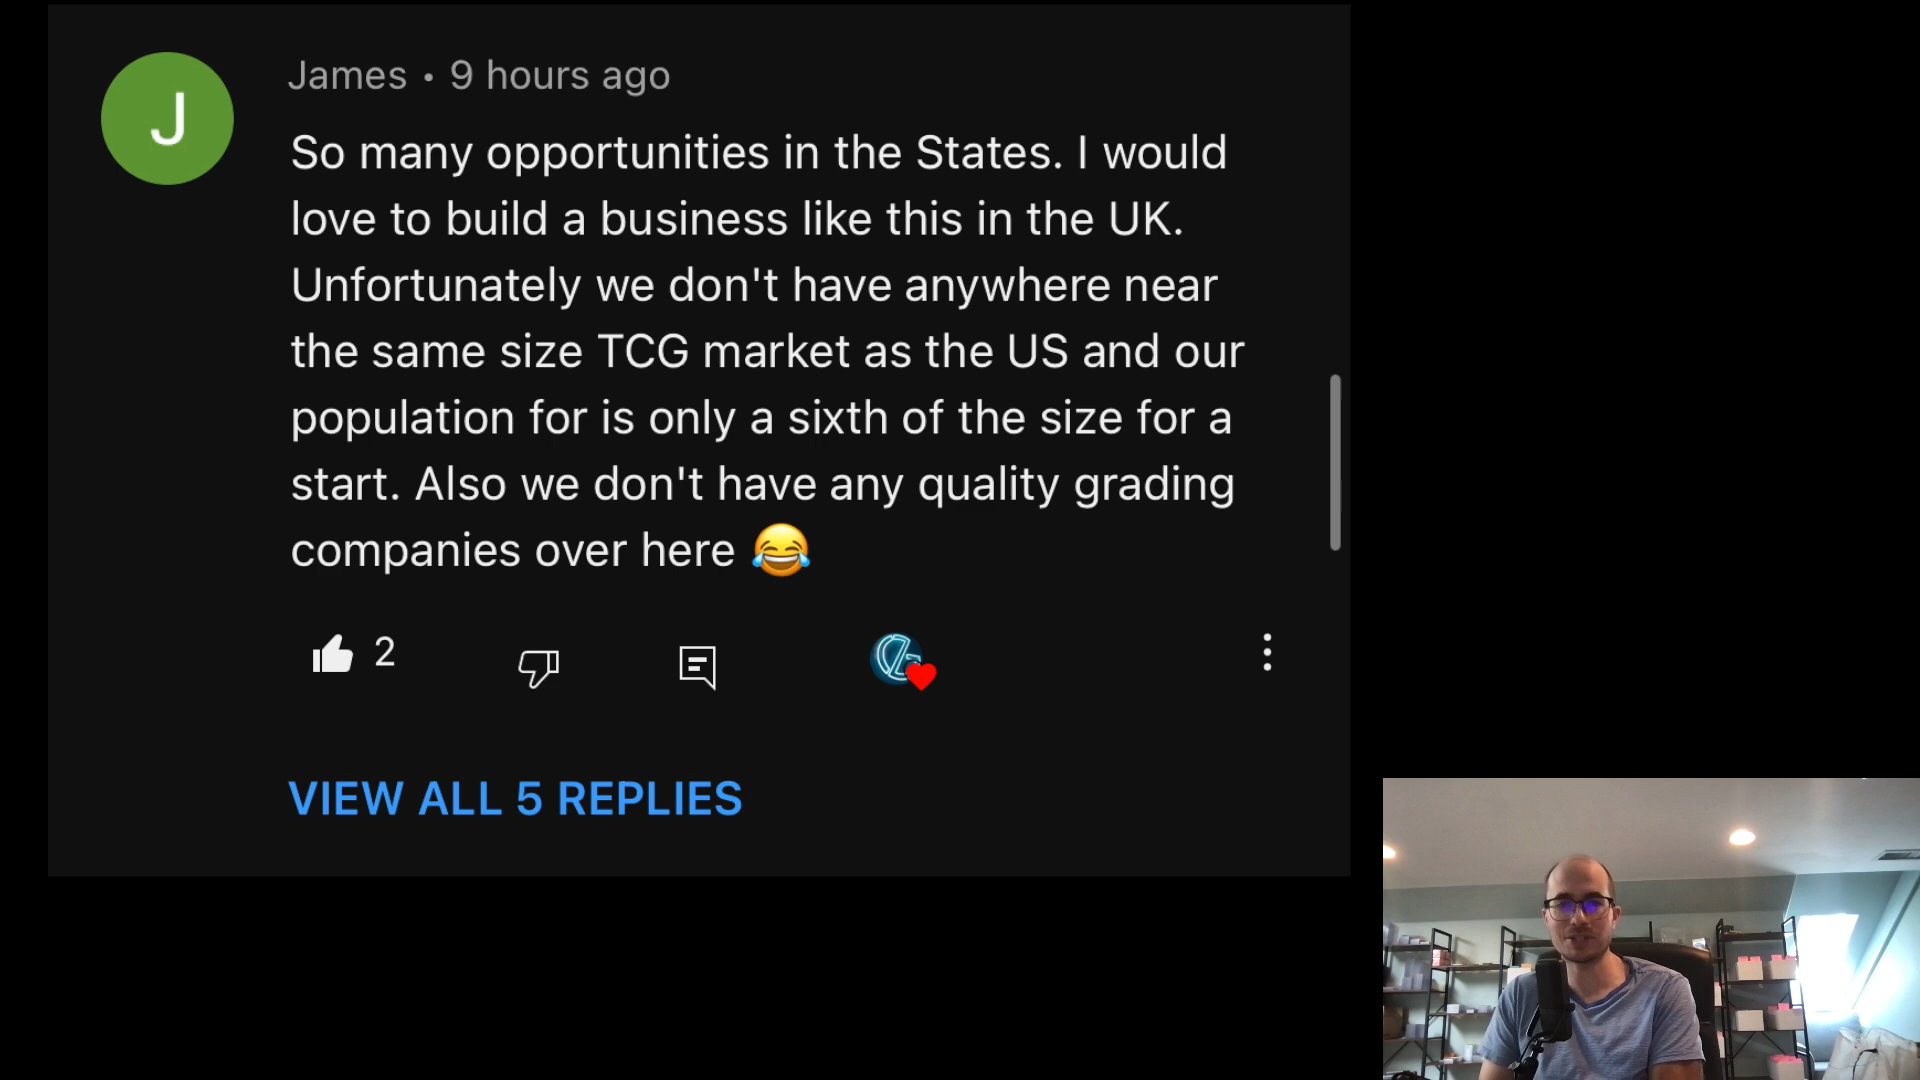 J
James • 9 hours ago
So many opportunities in the States. I would
love to build a business like this in the UK.
Unfortunately we don't have anywhere near
the same size TCG market as the US and our
population for is only a sixth of the size for a
start. Also we don't have any quality grading
companies over here 😂
2
VIEW ALL 5 REPLIES